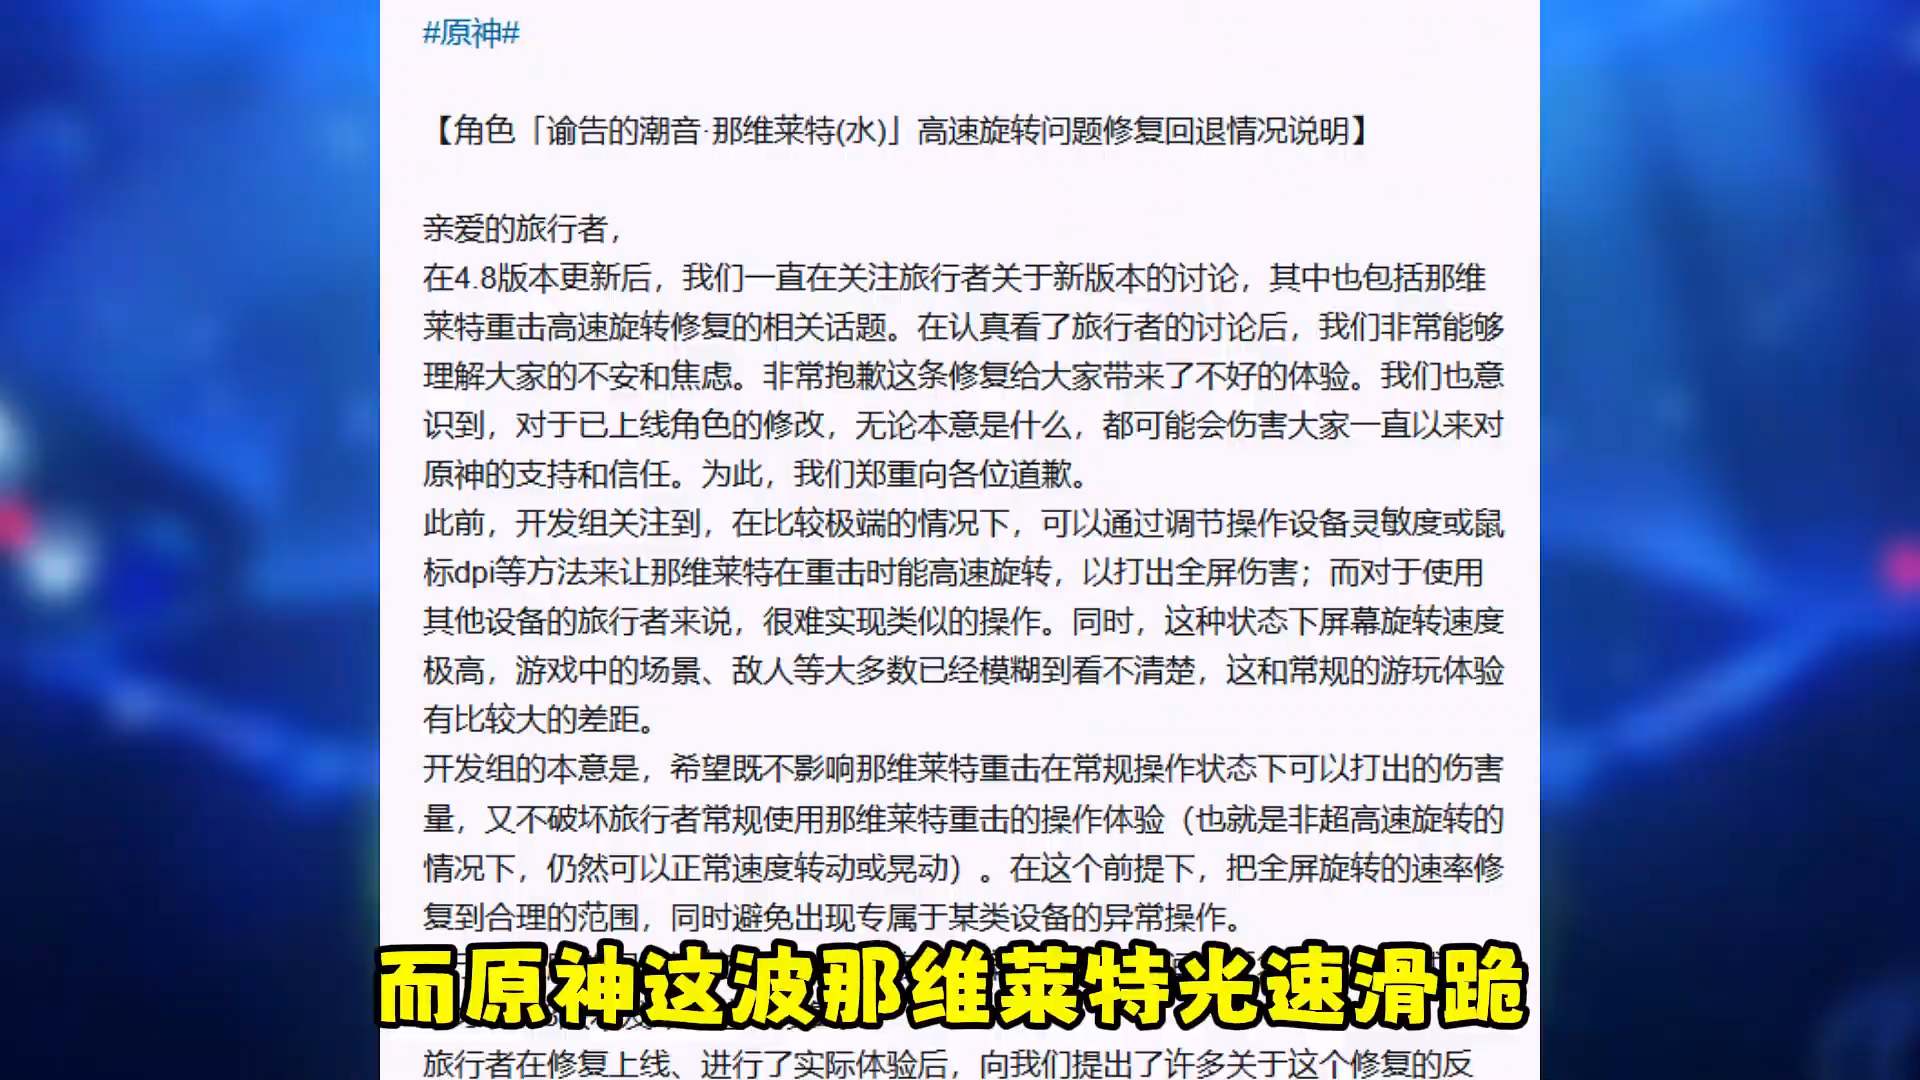 #原神#
【角色「谕告的潮音·那维莱特(水)」高速旋转问题修复回退情况说明】
亲爱的旅行者，
在4.8版本更新后，我们一直在关注旅行者关于新版本的讨论，其中也包括那维
莱特重击高速旋转修复的相关话题。在认真看了旅行者的讨论后，我们非常能够
理解大家的不安和焦虑。非常抱歉这条修复给大家带来了不好的体验。我们也意
识到，对于已上线角色的修改，无论本意是什么，都可能会伤害大家一直以来对
原神的支持和信任。为此，我们郑重向各位道歉。
此前，开发组关注到，在比较极端的情况下，可以通过调节操作设备灵敏度或鼠
标dpi等方法来让那维莱特在重击时能高速旋转，以打出全屏伤害；而对于使用
其他设备的旅行者来说，很难实现类似的操作。同时，这种状态下屏幕旋转速度
极高，游戏中的场景、敌人等大多数已经模糊到看不清楚，这和常规的游玩体验
有比较大的差距。
开发组的本意是，希望既不影响那维莱特重击在常规操作状态下可以打出的伤害
量，又不破坏旅行者常规使用那维莱特重击的操作体验（也就是非超高速旋转的
情况下，仍然可以正常速度转动或晃动）。在这个前提下，把全屏旋转的速率修
复到合理的范围，同时避免出现专属于某类设备的异常操作。
而原神这波那维莱特光速滑跪
旅行者在修复上线、进行了实际体验后，向我们提出了许多关于这个修复的反